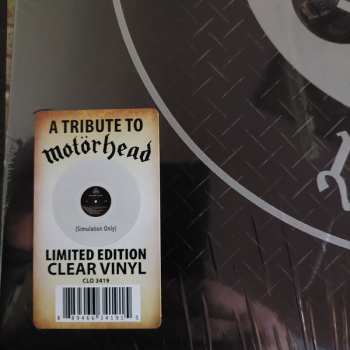 A TRIBUTE TO
Motörhead
(Simulation Only)
LIMITED EDITION
CLEAR VINYL
CLO 3419